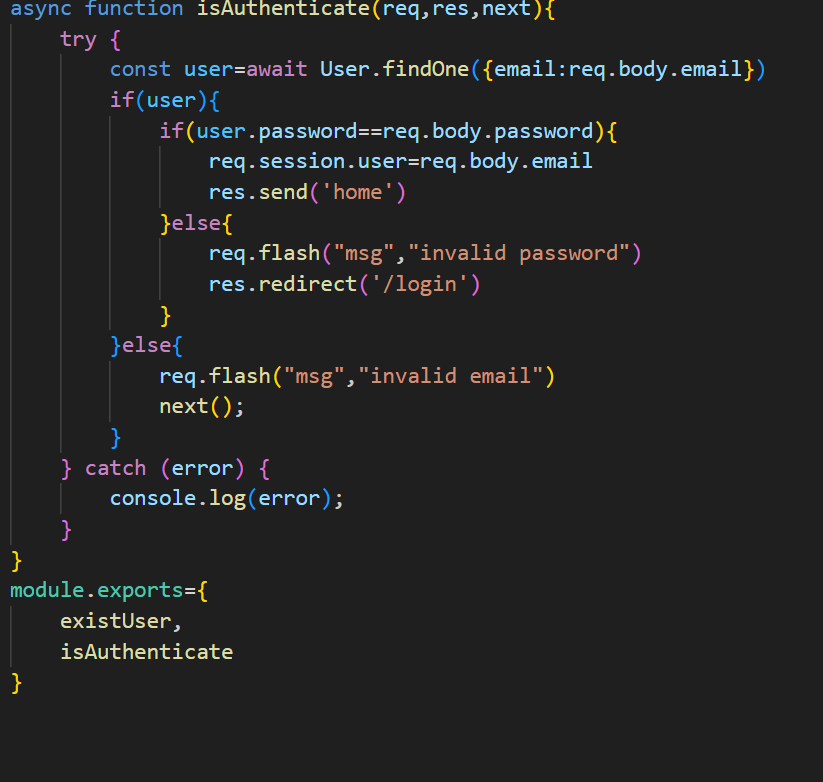 async function isAuthenticate(req,res,next){
    try {
        const user=await User.findOne({email:req.body.email})
        if(user){
            if(user.password==req.body.password){
                req.session.user=req.body.email
                res.send('home')
            }else{
                req.flash("msg","invalid password")
                res.redirect('/login')
            }
        }else{
            req.flash("msg","invalid email")
            next();
        }
    } catch (error) {
        console.log(error);
    }
}
module.exports={
    existUser,
    isAuthenticate
}